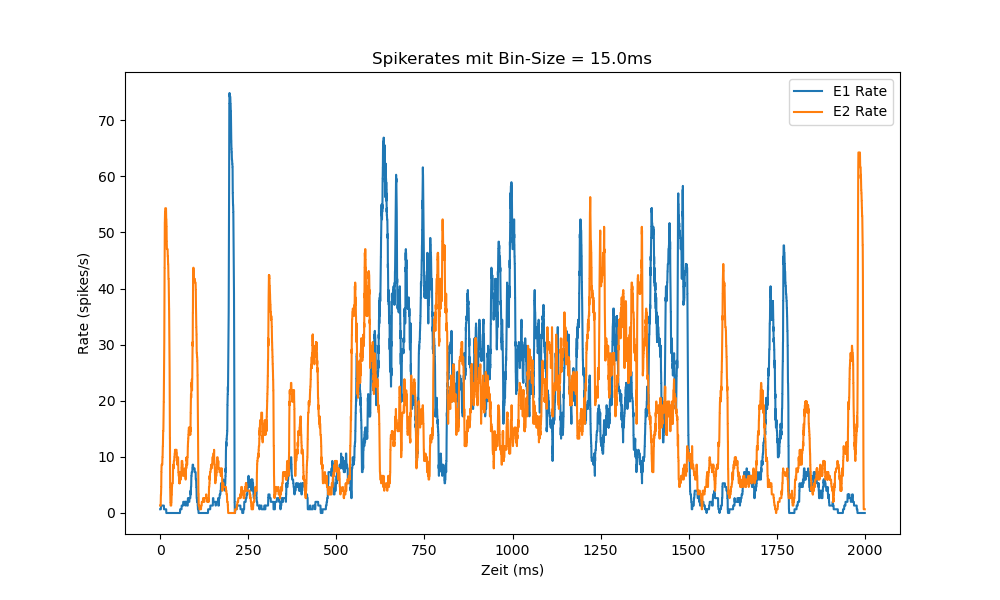 Spikerates mit Bin-Size = 15.0ms
E1 Rate
E2 Rate
Rate (spikes/s)
70
60
50
40
30
20
10
0
0 250 500 750 1000 1250 1500 1750 2000
Zeit (ms)